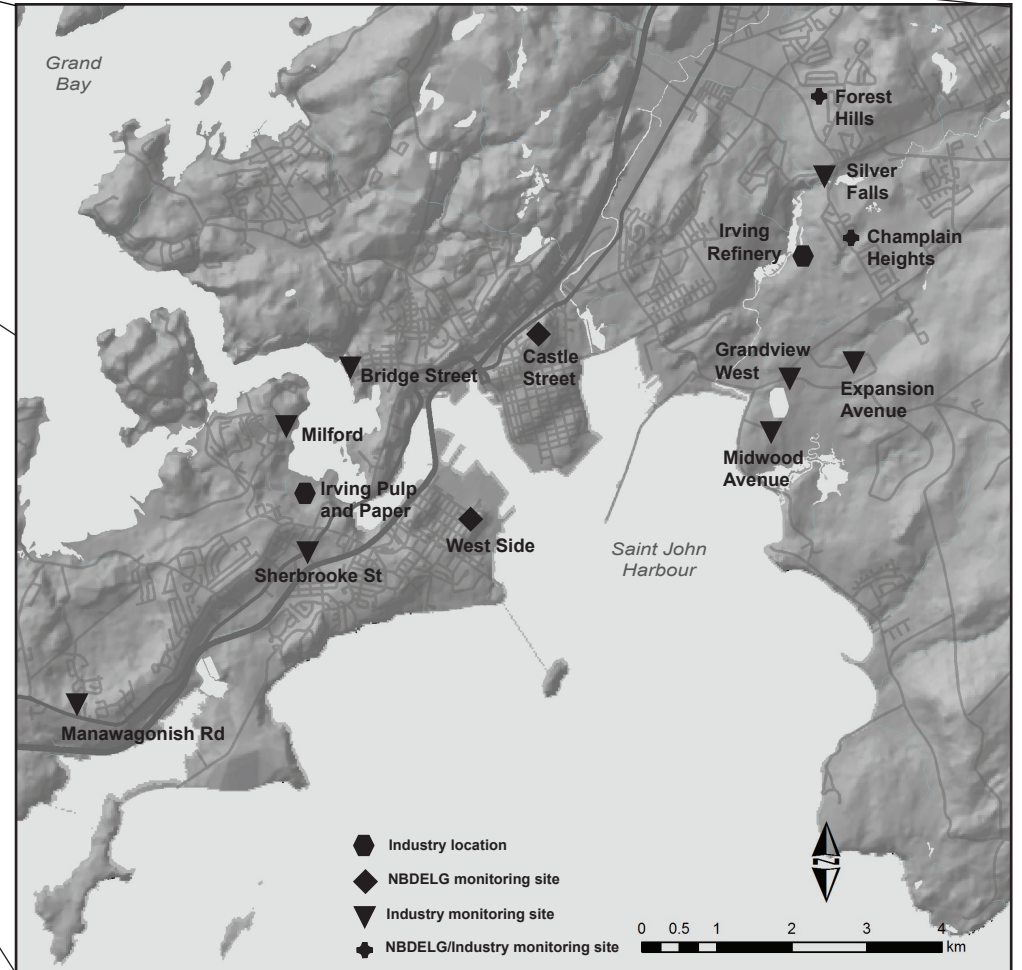 Grand
Bay
Forest
Hills
Silver
Falls
Irving
Refinery
Champlain
Heights
Castle
Street
Grandview
West
Bridge Street
Expansion
Avenue
Milford
Midwood
Avenue
Irving Pulp
and Paper
West Side
Saint John
Harbour
Sherbrooke St
Manawagonish Rd
Industry location
NBDELG monitoring site
Industry monitoring site
NBDELG/Industry monitoring site
N
0 0.5 1 2 3 4
km